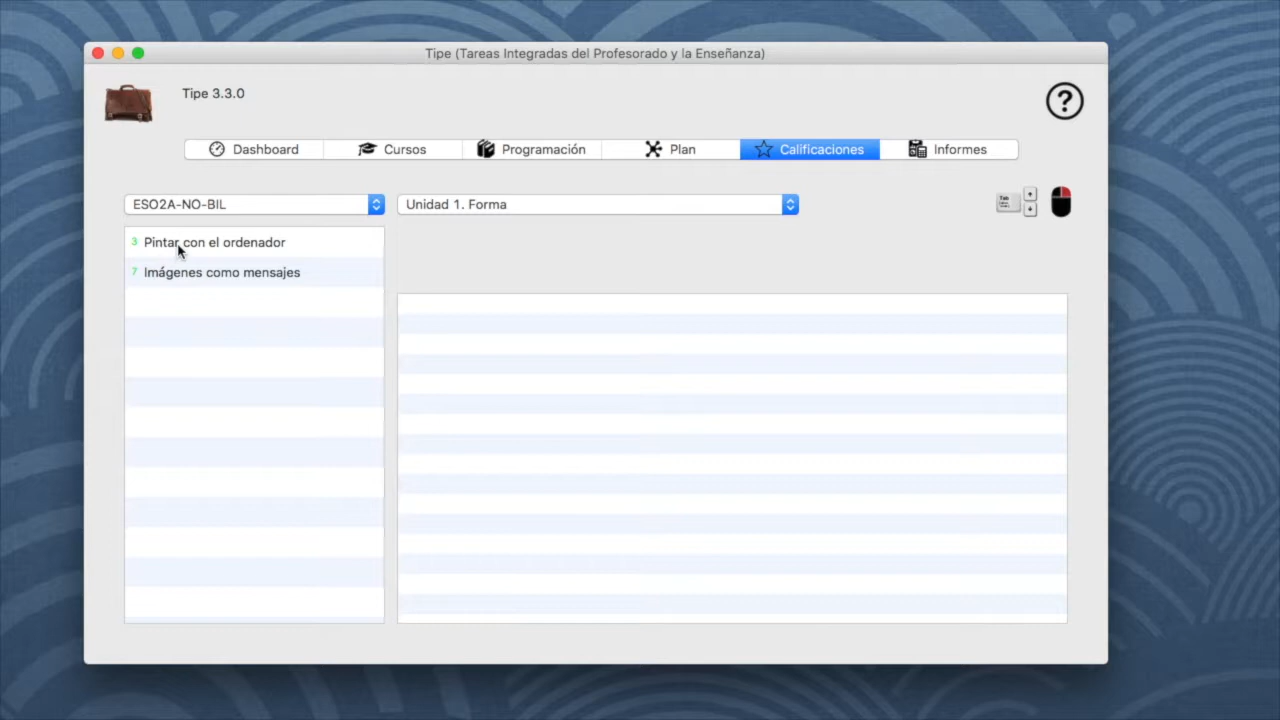 Tipe (Tareas Integradas del Profesorado y la Enseñanza)
Tipe 3.3.0
Dashboard
Cursos
Programación
Plan
Calificaciones
Informes
ESO2A-NO-BIL
Unidad 1. Forma
Tab
3 Pintar con el ordenador
7 Imágenes como mensajes